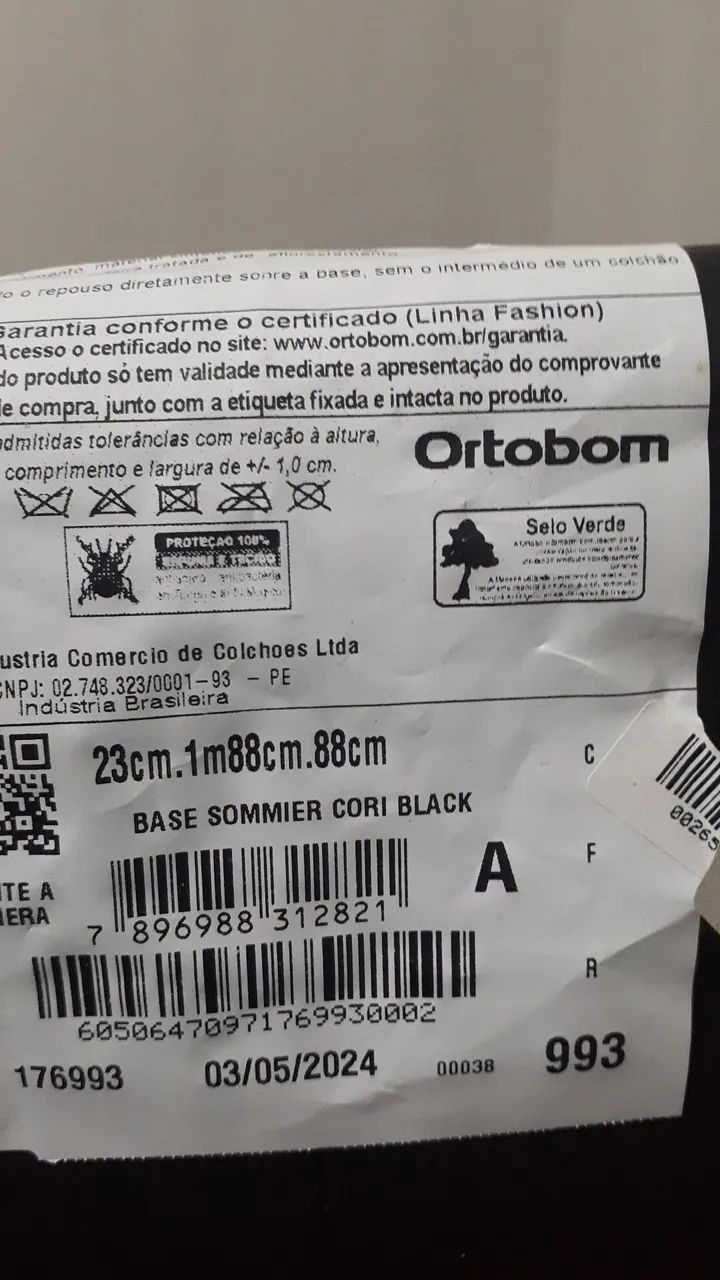 o repouso diretamente sobre a base, sem o intermédio de um colchão
Garantia conforme o certificado (Linha Fashion)
Acesso o certificado no site: www.ortobom.com.br/garantia.
do produto só tem validade mediante a apresentação do comprovante
de compra, junto com a etiqueta fixada e intacta no produto.
admitidas tolerâncias com relação à altura,
comprimento e largura de +/- 1,0 cm.
Ortobom
PROTEÇÃO 100%
Selo Verde
ustria Comercio de Colchoes Ltda
CNPJ: 02.748.323/0001-93 - PE
Indústria Brasileira
23cm.1m88cm.88cm
C
BASE SOMMIER CORI BLACK
00265
TE A
A
F
7 896988 312821
R
60506470971769930002
176993 03/05/2024 00038 993